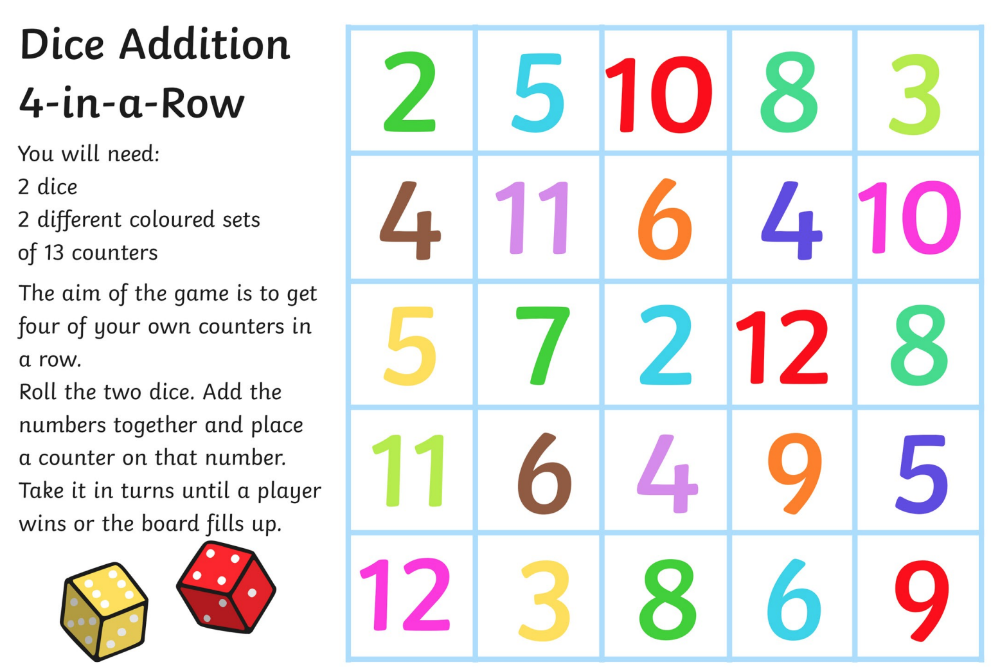 Dice Addition
4-in-a-Row
You will need:
2 dice
2 different coloured sets
of 13 counters
The aim of the game is to get
four of your own counters in
a row.
Roll the two dice. Add the
numbers together and place
a counter on that number.
Take it in turns until a player
wins or the board fills up.
2 5 10 8 3
4 11 6 4 10
5 7 2 12 8
11 6 4 9 5
12 3 8 6 9